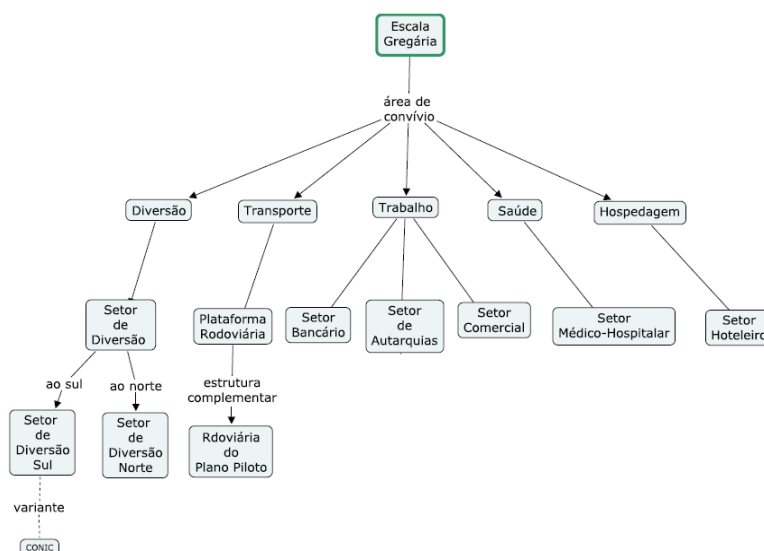 Escala
Gregária
área de
convívio
Diversão
Transporte
Trabalho
Saúde
Hospedagem
Setor
de
Diversão
Plataforma
Rodoviária
Setor
Bancário
Setor
de
Autarquias
Setor
Comercial
Setor
Médico-Hospitalar
Setor
Hoteleiro
ao sul
ao norte
estrutura
complementar
Setor
de
Diversão
Sul
Setor
de
Diversão
Norte
Rdoviária
do
Plano Piloto
variante
CONIC